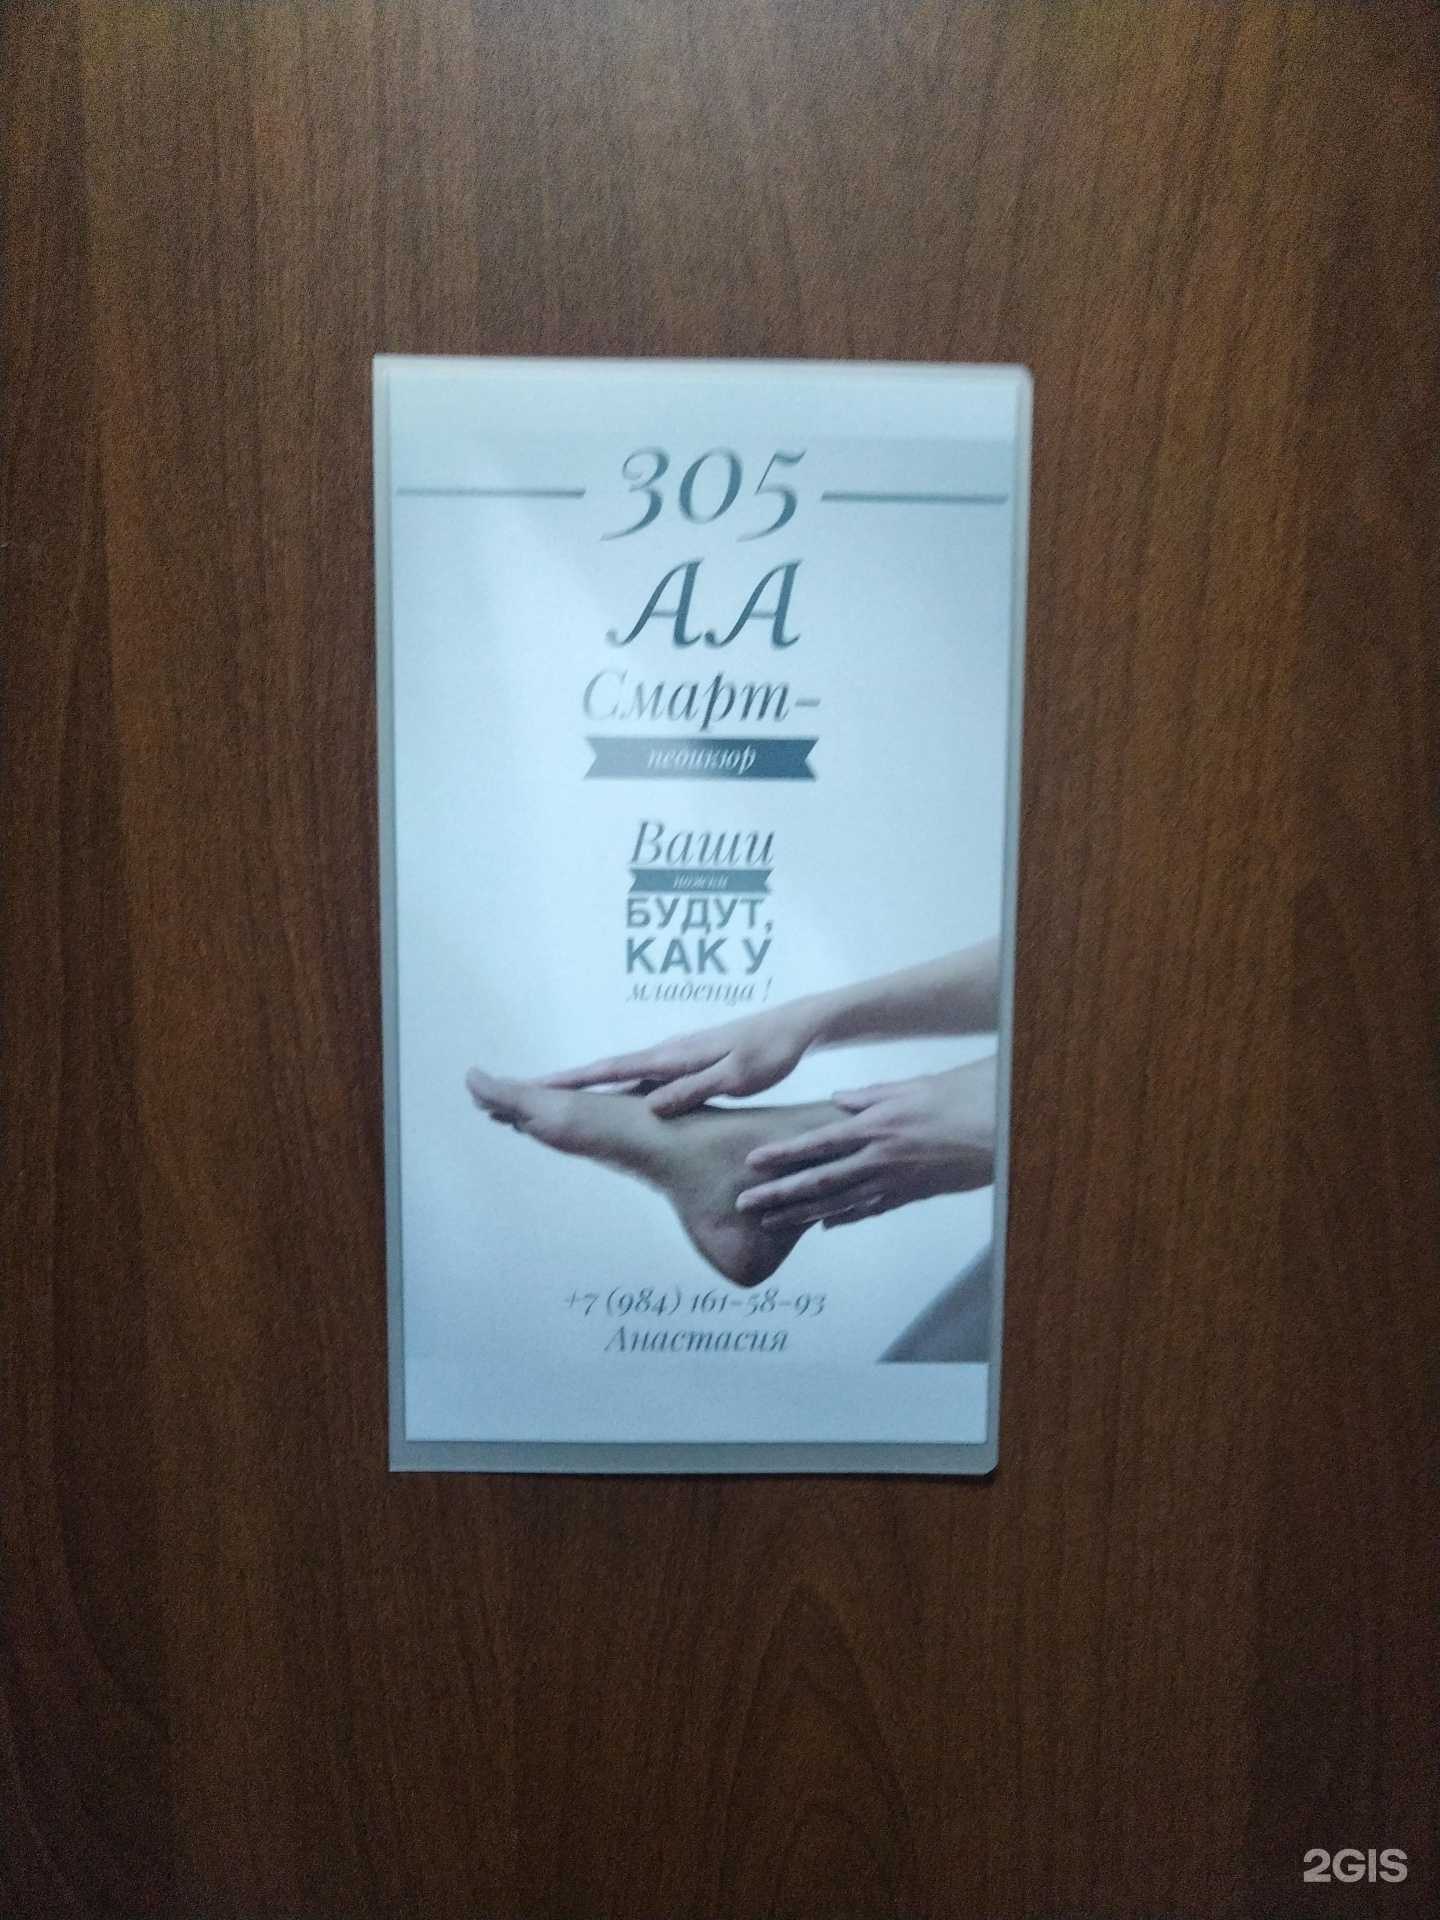 305
АА
Смарт-
педикюр
Ваши
ножки
БУДУТ,
КАК У
младенца !
+7 (984) 161-58-93
Анастасия
2GIS